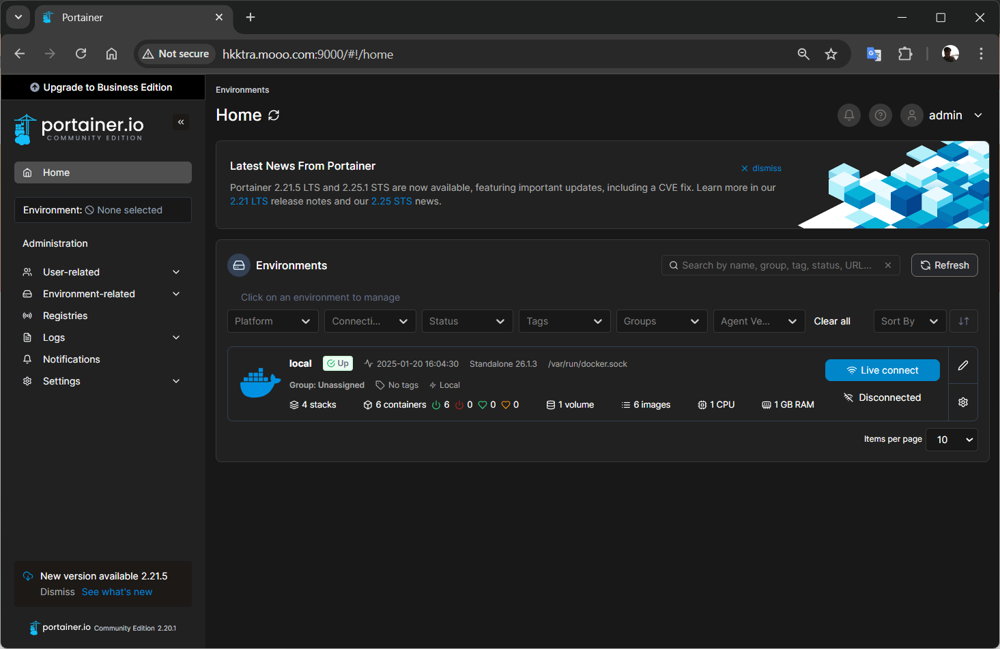 Portainer
Not secure
hkktra.mooo.com:9000/#!/home
Upgrade to Business Edition
portainer.io
COMMUNITY EDITION
Home
Environment: None selected
Administration
User-related
Environment-related
Registries
Logs
Notifications
Settings
New version available 2.21.5
Dismiss See what's new
portainer.io Community Edition 2.20.1
Environments
Home
admin
Latest News From Portainer
dismiss
Portainer 2.21.5 LTS and 2.25.1 STS are now available, featuring important updates, including a CVE fix. Learn more in our
2.21 LTS release notes and our 2.25 STS news.
Environments
Search by name, group, tag, status, URL...
Refresh
Click on an environment to manage
Platform Connecti... Status Tags Groups Agent Ve... Clear all Sort By
local Up 2025-01-20 16:04:30 Standalone 26.1.3 /var/run/docker.sock
Group: Unassigned No tags Local
4 stacks 6 containers 6 0 0 0 1 volume 6 images 1 CPU 1 GB RAM
Live connect
Disconnected
Items per page 10